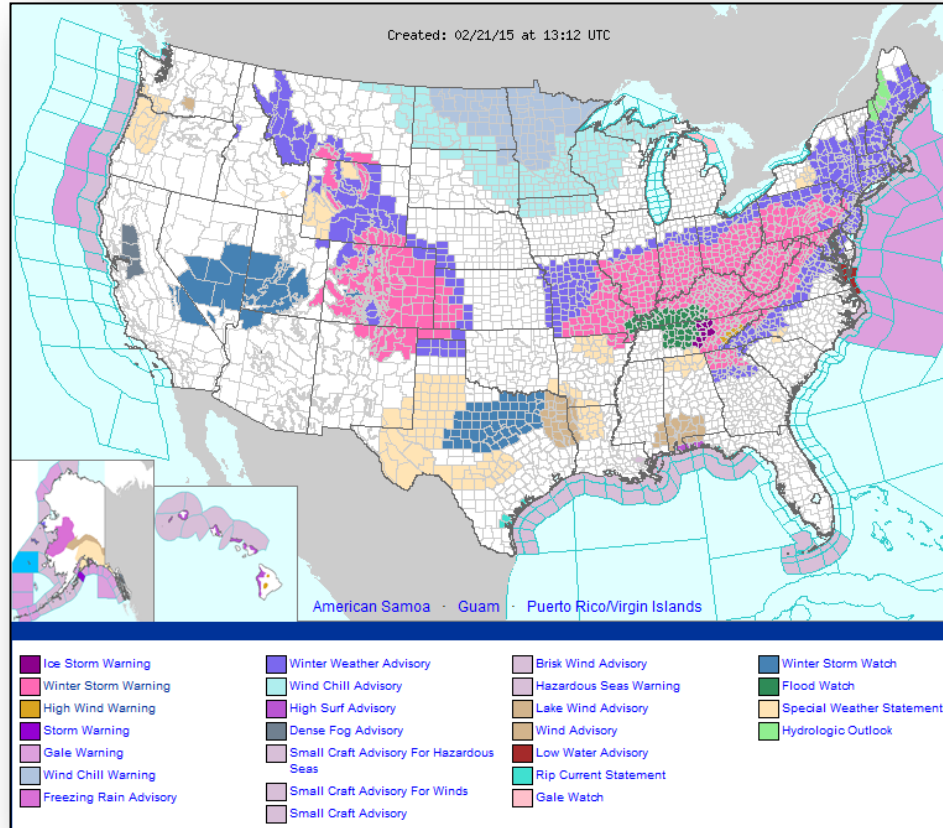 Created: 02/21/15 at 13:12 UTC
American Samoa · Guam · Puerto Rico/Virgin Islands
Ice Storm Warning
Winter Storm Warning
High Wind Warning
Storm Warning
Gale Warning
Wind Chill Warning
Freezing Rain Advisory
Winter Weather Advisory
Wind Chill Advisory
High Surf Advisory
Dense Fog Advisory
Small Craft Advisory For Hazardous
Seas
Small Craft Advisory For Winds
Small Craft Advisory
Brisk Wind Advisory
Hazardous Seas Warning
Lake Wind Advisory
Wind Advisory
Low Water Advisory
Rip Current Statement
Gale Watch
Winter Storm Watch
Flood Watch
Special Weather Statement
Hydrologic Outlook